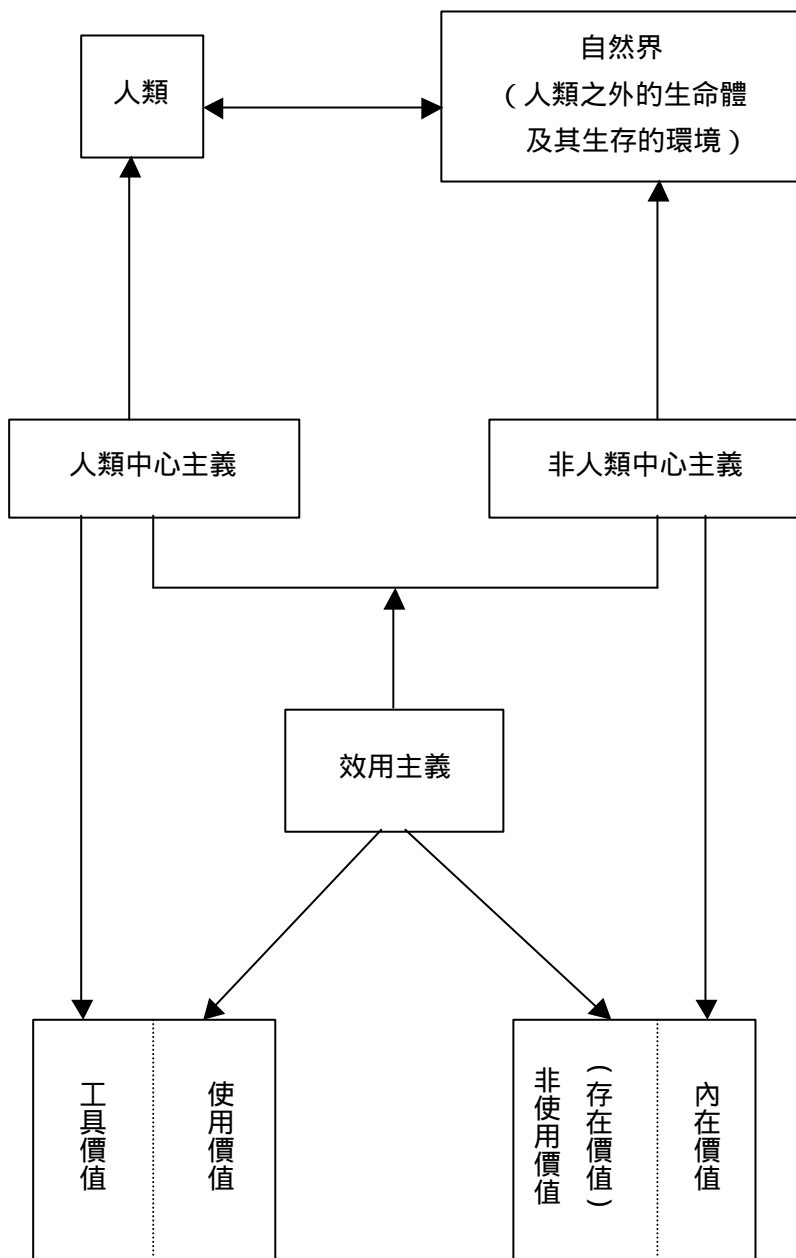 人類
自然界
（人類之外的生命體
及其生存的環境）
人類中心主義
非人類中心主義
效用主義
工具價值
使用價值
非使用價值
（存在價值）
內在價值